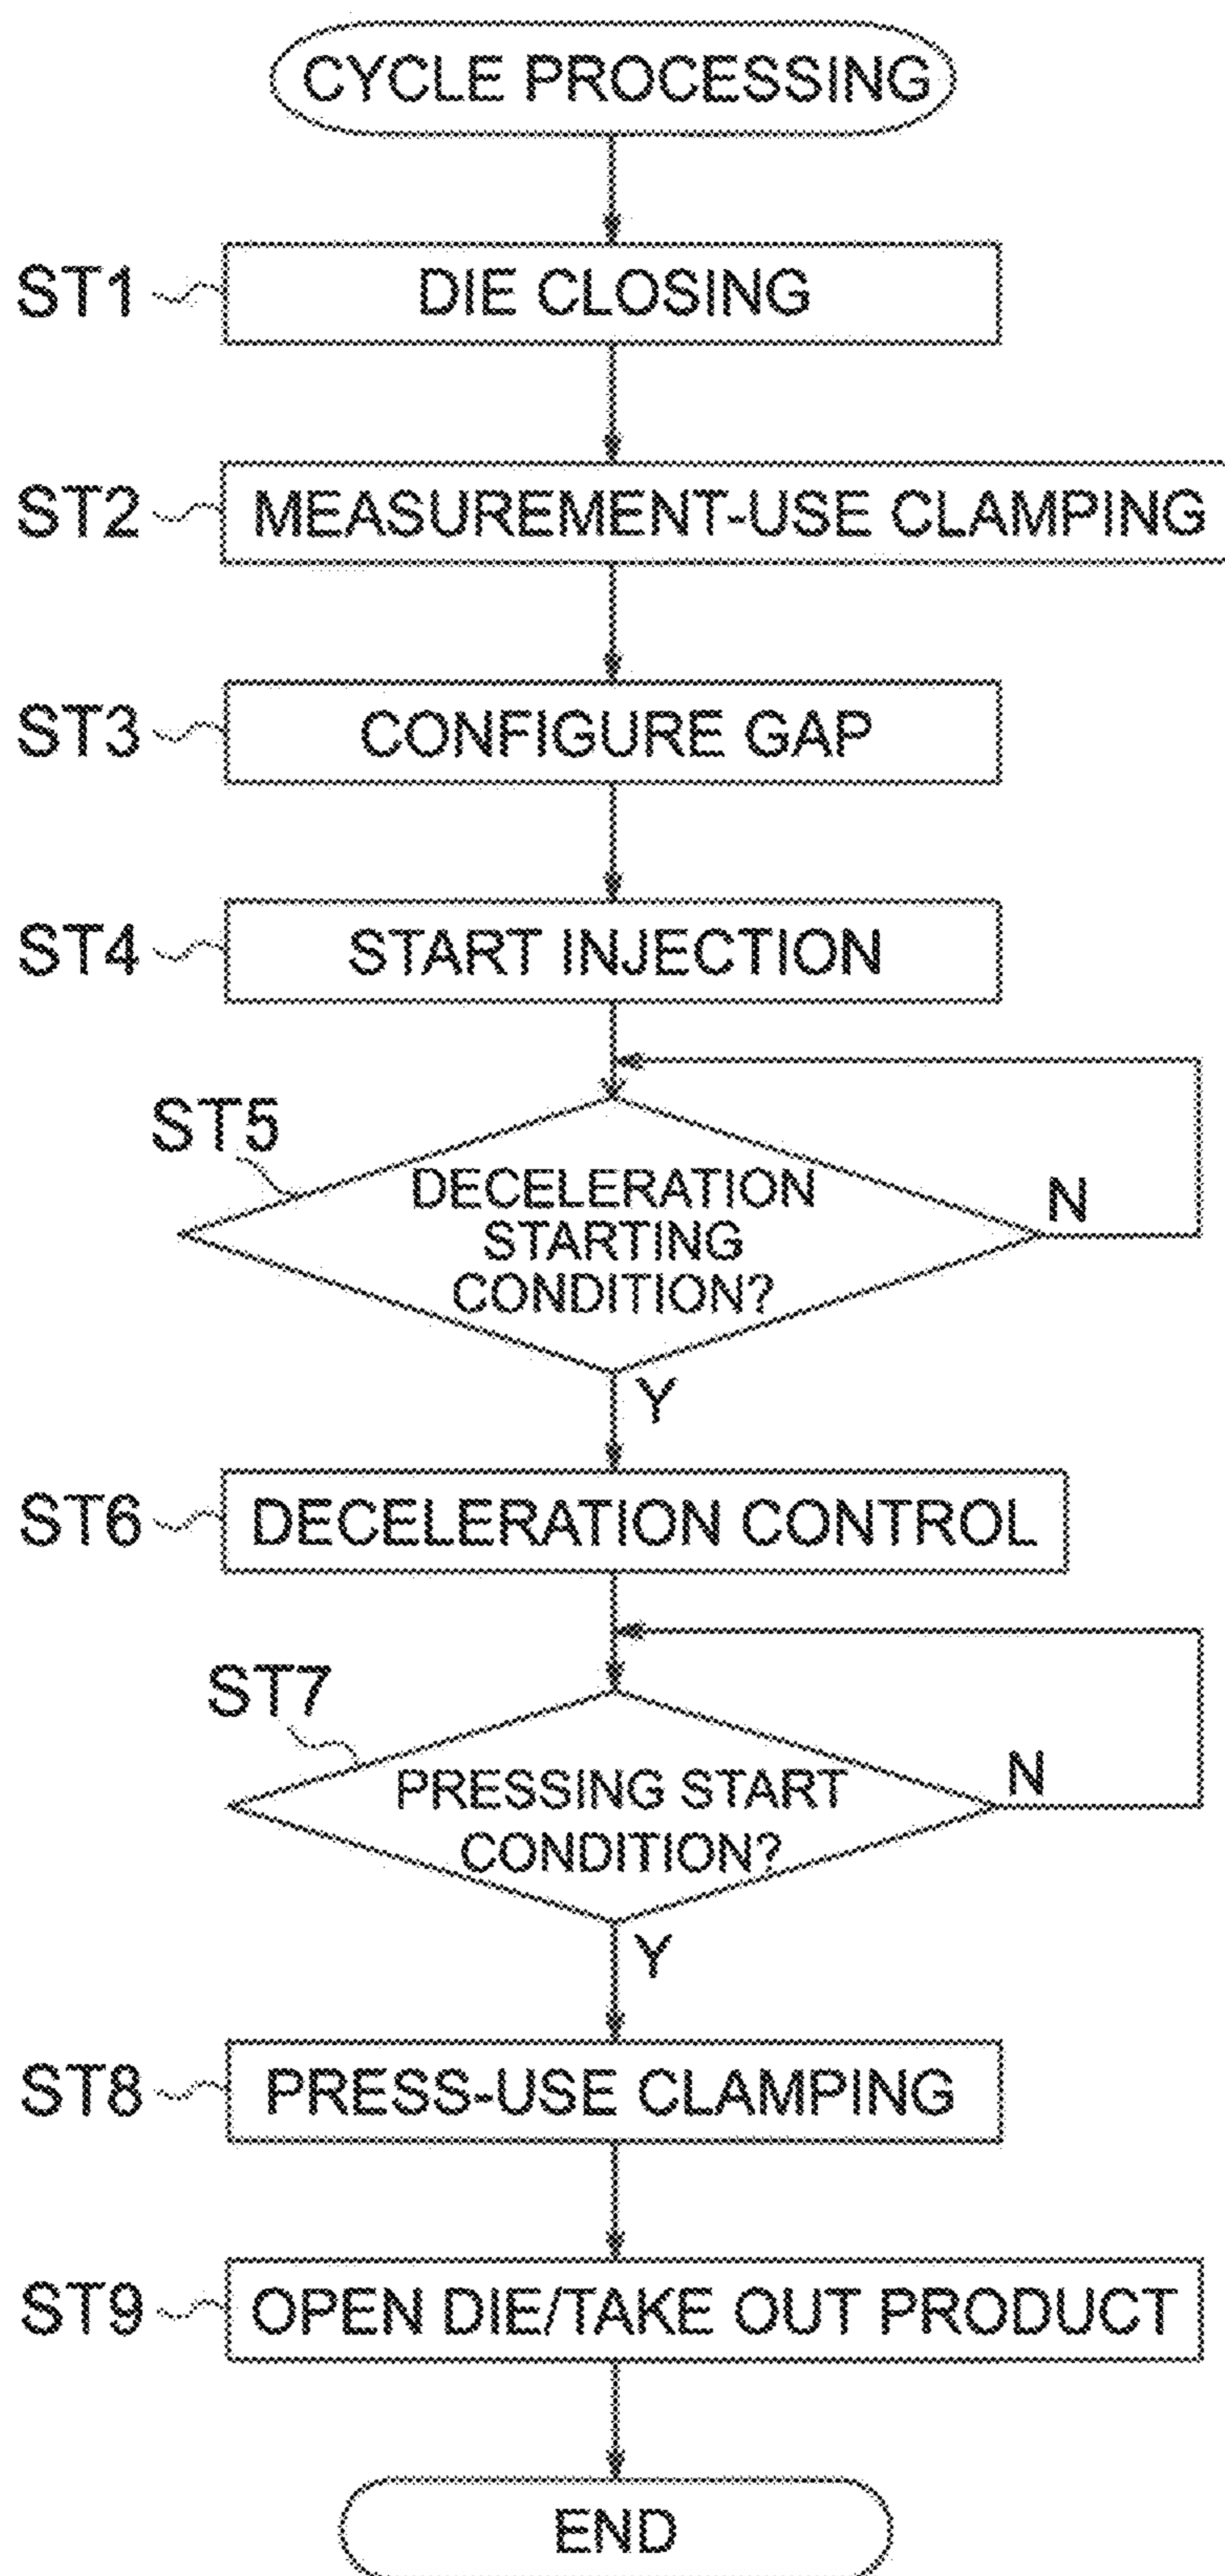 CYCLE PROCESSING
ST1
DIE CLOSING
ST2
MEASUREMENT-USE CLAMPING
ST3
CONFIGURE GAP
ST4
START INJECTION
ST5
DECELERATION
STARTING
CONDITION?
N
Y
ST6
DECELERATION CONTROL
ST7
PRESSING START
CONDITION?
N
Y
ST8
PRESS-USE CLAMPING
ST9
OPEN DIE/TAKE OUT PRODUCT
END